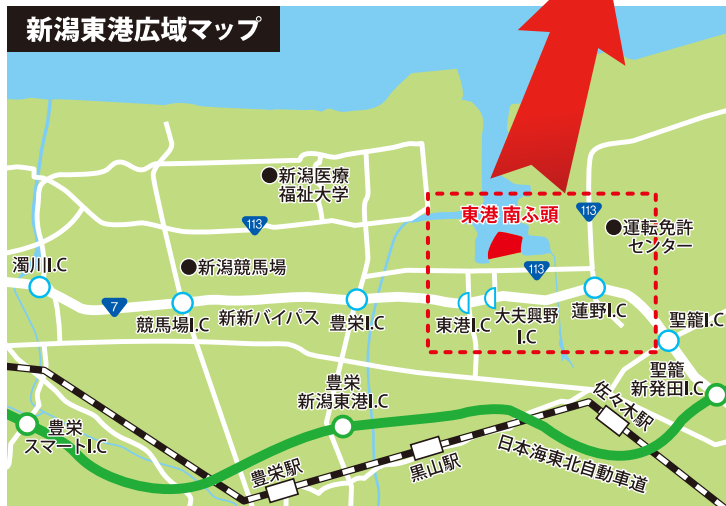 新潟東港広域マップ
新潟医療
福祉大学
113
東港 南ふ頭
113
運転免許
センター
濁川I.C
新潟競馬場
113
7
競馬場I.C
新新バイパス
豊栄I.C
東港I.C
大夫興野
I.C
蓮野I.C
聖籠I.C
聖籠
新発田I.C
豊栄
新潟東港I.C
佐々木駅
豊栄
スマートI.C
豊栄駅
黒山駅
日本海東北自動車道